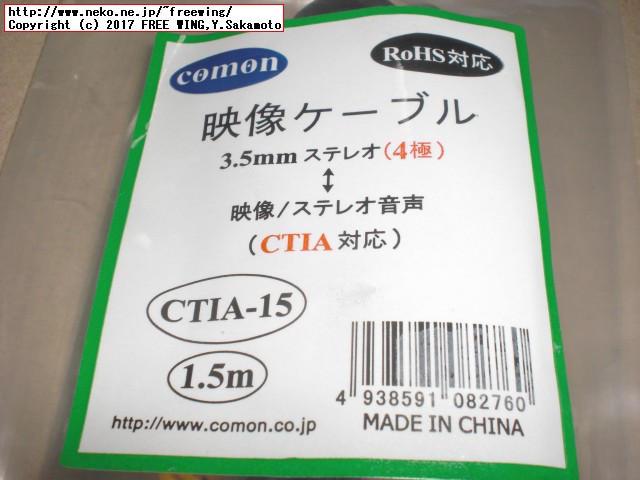 http://www.neko.ne.jp/~freewing/
Copyright (c) 2017 FREE WING,Y.Sakamoto
comon
RoHS対応
映像ケーブル
3.5mm ステレオ(4極)
↕
映像/ステレオ音声
(CTIA 対応)
CTIA-15
1.5m
4 938591 082760
http://www.comon.co.jp
MADE IN CHINA